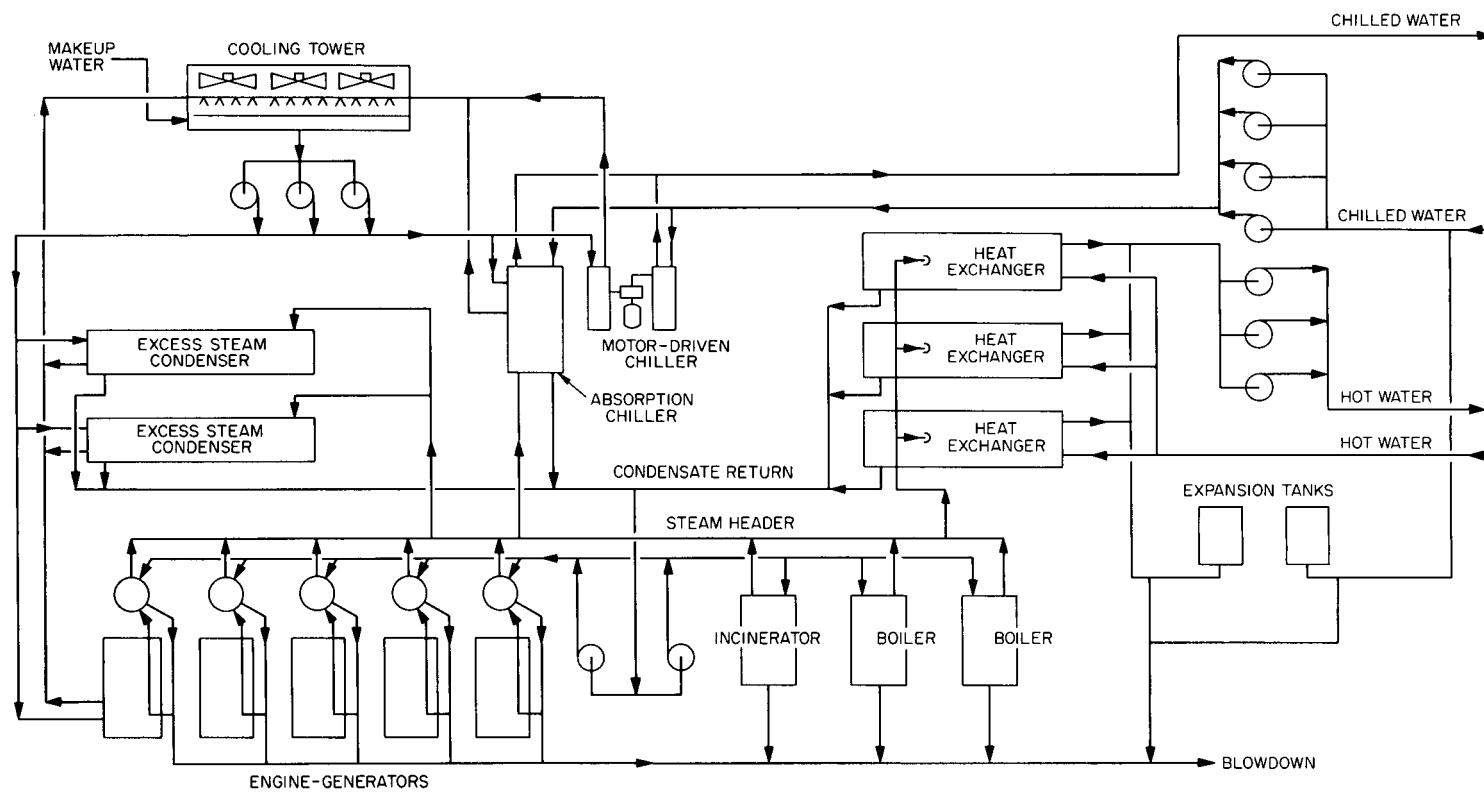 CHILLED WATER
MAKEUP
WATER
COOLING TOWER
CHILLED WATER
HEAT
EXCHANGER
EXCESS STEAM
CONDENSER
HEAT
EXCHANGER
MOTOR-DRIVEN
CHILLER
ABSORPTION
CHILLER
HOT WATER
EXCESS STEAM
CONDENSER
HEAT
EXCHANGER
HOT WATER
CONDENSATE RETURN
EXPANSION TANKS
STEAM HEADER
INCINERATOR
BOILER
BOILER
BLOWDOWN
ENGINE-GENERATORS